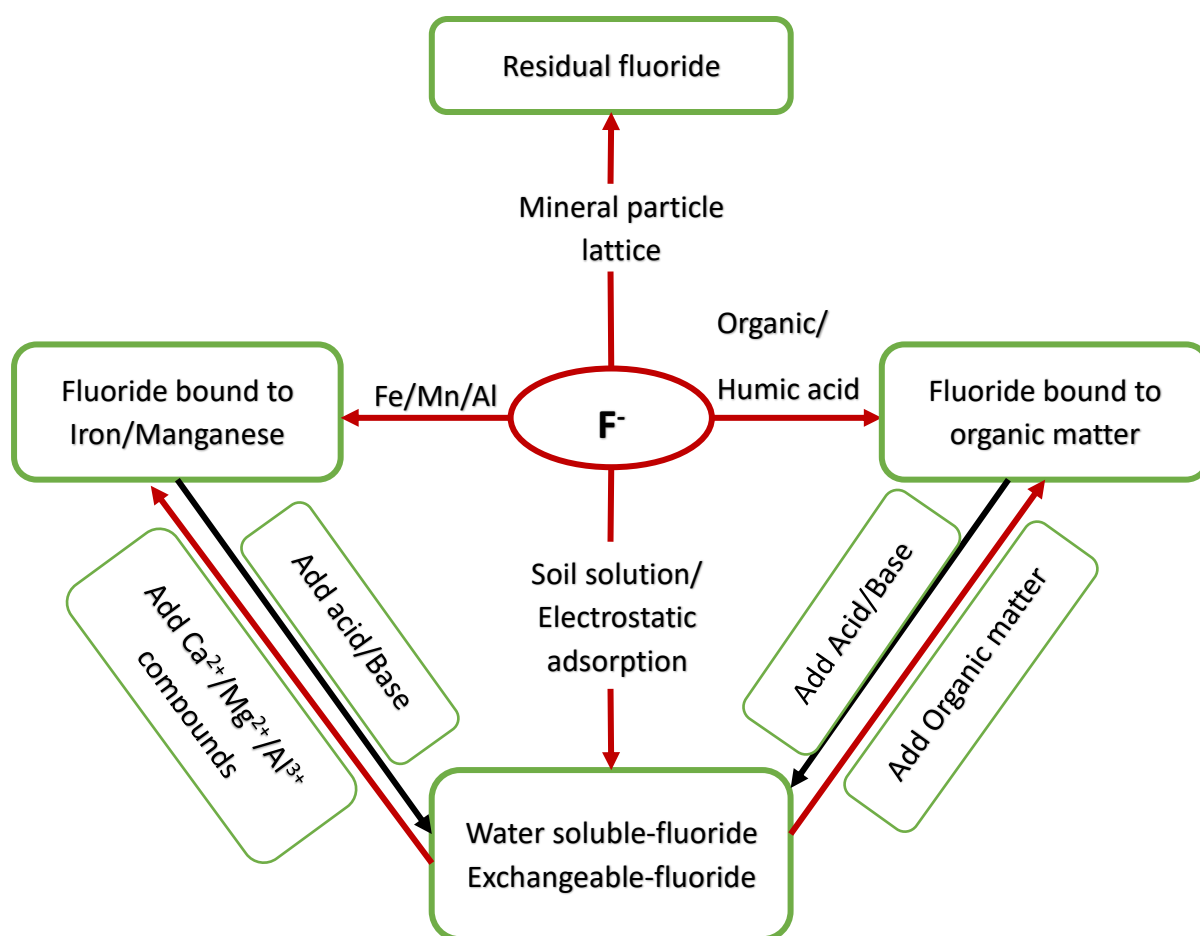 Residual fluoride
Mineral particle
lattice
Organic/
Humic acid
Fluoride bound to
Iron/Manganese
Fe/Mn/Al
F⁻
Fluoride bound to
organic matter
Soil solution/
Electrostatic
adsorption
Add Ca²⁺/Mg²⁺/Al³⁺
compounds
Add acid/Base
Add Acid/Base
Add Organic matter
Water soluble-fluoride
Exchangeable-fluoride